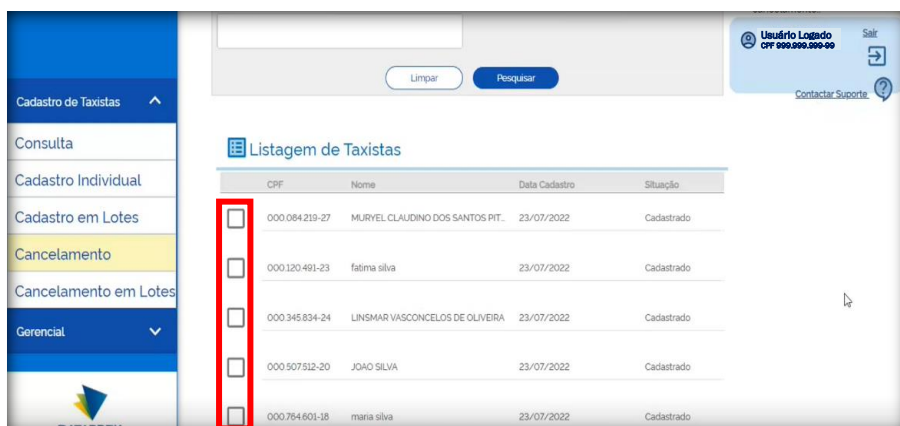 Usuário Logado
CPF 999.999.999-99
Sair
Contactar Suporte
Limpar
Pesquisar
Cadastro de Taxistas
Consulta
Cadastro Individual
Cadastro em Lotes
Cancelamento
Cancelamento em Lotes
Gerencial
Listagem de Taxistas
CPF Nome Data Cadastro Situação
000.084.219-27 MURYEL CLAUDINO DOS SANTOS PIT... 23/07/2022 Cadastrado
000.120.491-23 fatima silva 23/07/2022 Cadastrado
000.345.834-24 LINSMAR VASCONCELOS DE OLIVEIRA 23/07/2022 Cadastrado
000.507.512-20 JOAO SILVA 23/07/2022 Cadastrado
000.764.601-18 maria silva 23/07/2022 Cadastrado